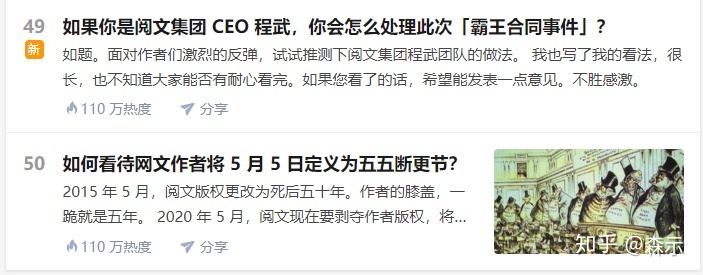 49 如果你是阅文集团 CEO 程武，你会怎么处理此次「霸王合同事件」？
新 如题。面对作者们激烈的反弹，试试推测下阅文集团程武团队的做法。 我也写了我的看法，很
长，也不知道大家能否有耐心看完。如果您看了的话，希望能发表一点意见。不胜感激。
110 万热度 分享
50 如何看待网文作者将 5 月 5 日定义为五五断更节？
2015 年 5 月，阅文版权更改为死后五十年。作者的膝盖，一
跪就是五年。 2020 年 5 月，阅文现在要剥夺作者版权，将...
110 万热度 分享
知乎 @森示